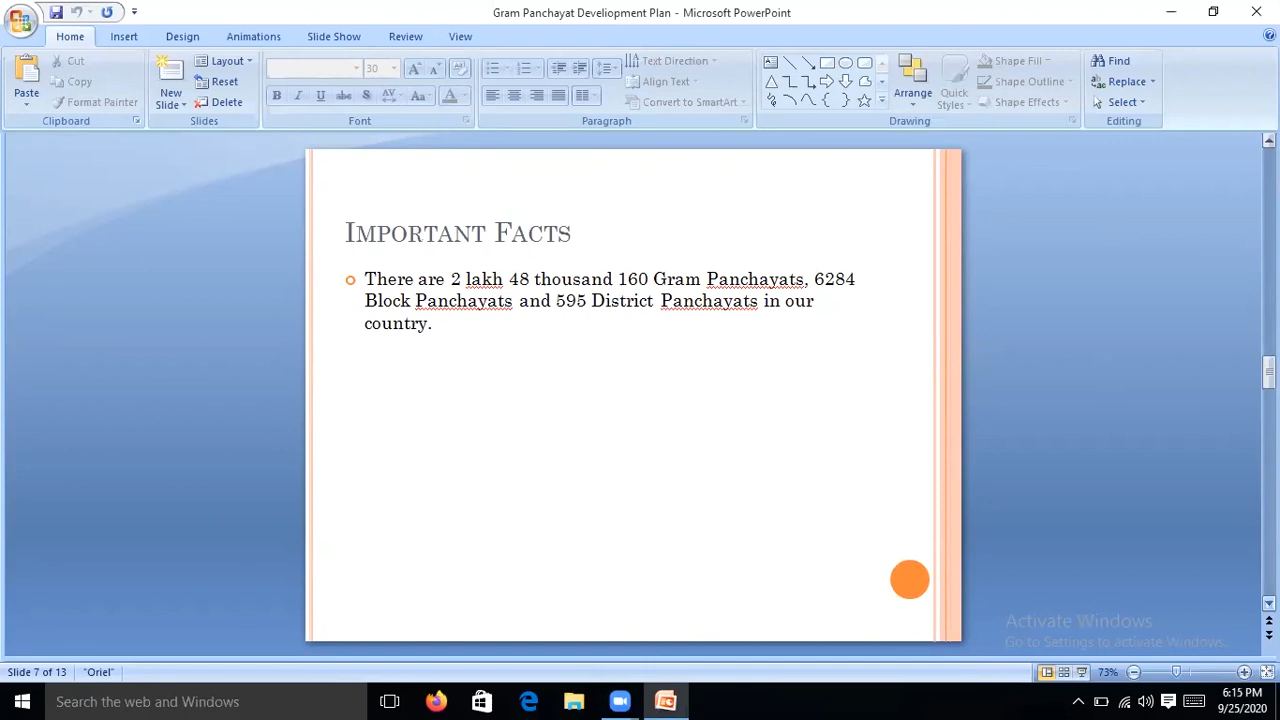 Gram Panchayat Develiopment Plan - Microsoft PowerPoint
Home Insert Design Animations Slide Show Review View
Paste
Cut
Copy
Format Painter
Clipboard
New Slide
Layout
Reset
Delete
Slides
30
B I U abc S AV Aa A
Font
Text Direction
Align Text
Convert to SmartArt
Paragraph
Arrange
Quick Styles
Shape Fill
Shape Outline
Shape Effects
Drawing
Find
Replace
Select
Editing
IMPORTANT FACTS
There are 2 lakh 48 thousand 160 Gram Panchayats, 6284
Block Panchayats and 595 District Panchayats in our
country.
Activate Windows
Go to Settings to activate Windows.
Slide 7 of 13 "Oriel" 73%
Search the web and Windows
6:15 PM
9/25/2020